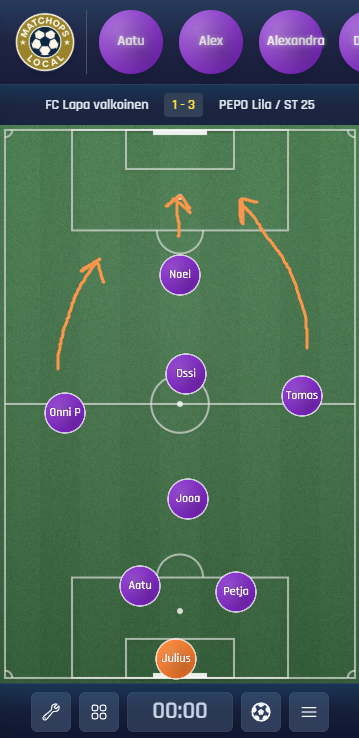 MATCHOPS
LOCAL
Aatu
Alex
Alexandra
FC Lapa valkoinen
1 - 3
PEPO Lila / ST 25
Noel
Ossi
Tomas
Onni P
Jooa
Aatu
Petja
Julius
00:00